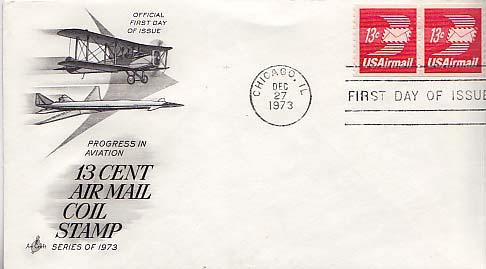 OFFICIAL
FIRST DAY
OF ISSUE
13c
USAirmail
13c
USAirmail
CHICAGO, IL
DEC
27
1973
FIRST DAY OF ISSUE
PROGRESS IN
AVIATION
13 CENT
AIR MAIL
COIL
STAMP
SERIES OF 1973
ArtCraft